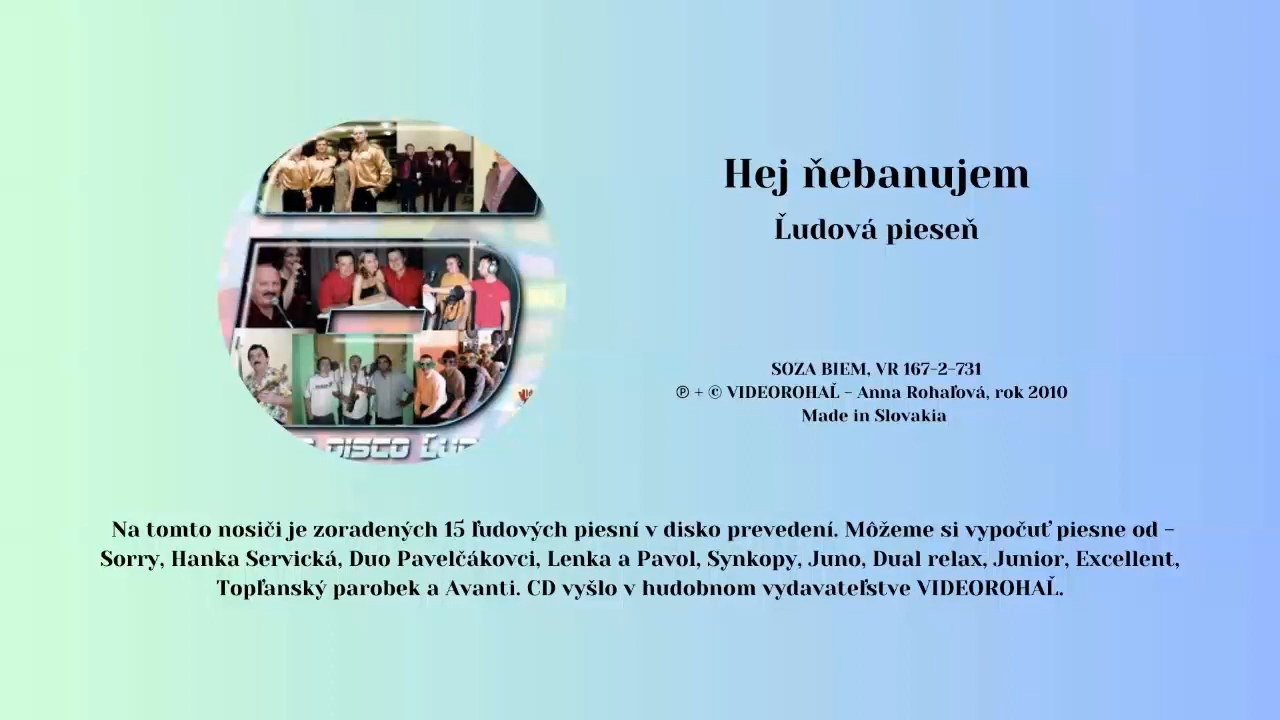 Hej ňebanujem
Ľudová pieseň
SOZA BIEM, VR 167-2-731
℗ + © VIDEOROHAĽ - Anna Rohaľová, rok 2010
Made in Slovakia
DISCO
Na tomto nosiči je zoradených 15 ľudových piesní v disko prevedení. Môžeme si vypočuť piesne od -
Sorry, Hanka Servická, Duo Pavelčákovci, Lenka a Pavol, Synkopy, Juno, Dual relax, Junior, Excellent,
Topľanský parobek a Avanti. CD vyšlo v hudobnom vydavateľstve VIDEOROHAĽ.